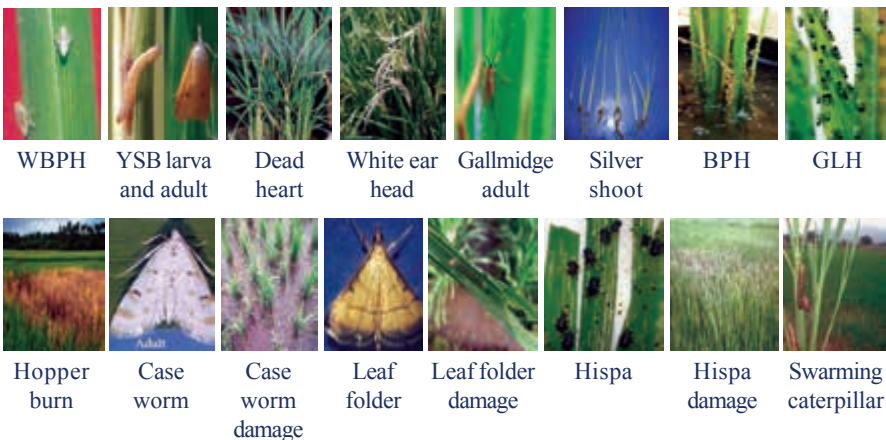 WBPH
YSB larva
and adult
Dead
heart
White ear
head
Gallmidge
adult
Silver
shoot
BPH
GLH
Adult
Hopper
burn
Case
worm
Case
worm
damage
Leaf
folder
Leaf folder
damage
Hispa
Hispa
damage
Swarming
caterpillar